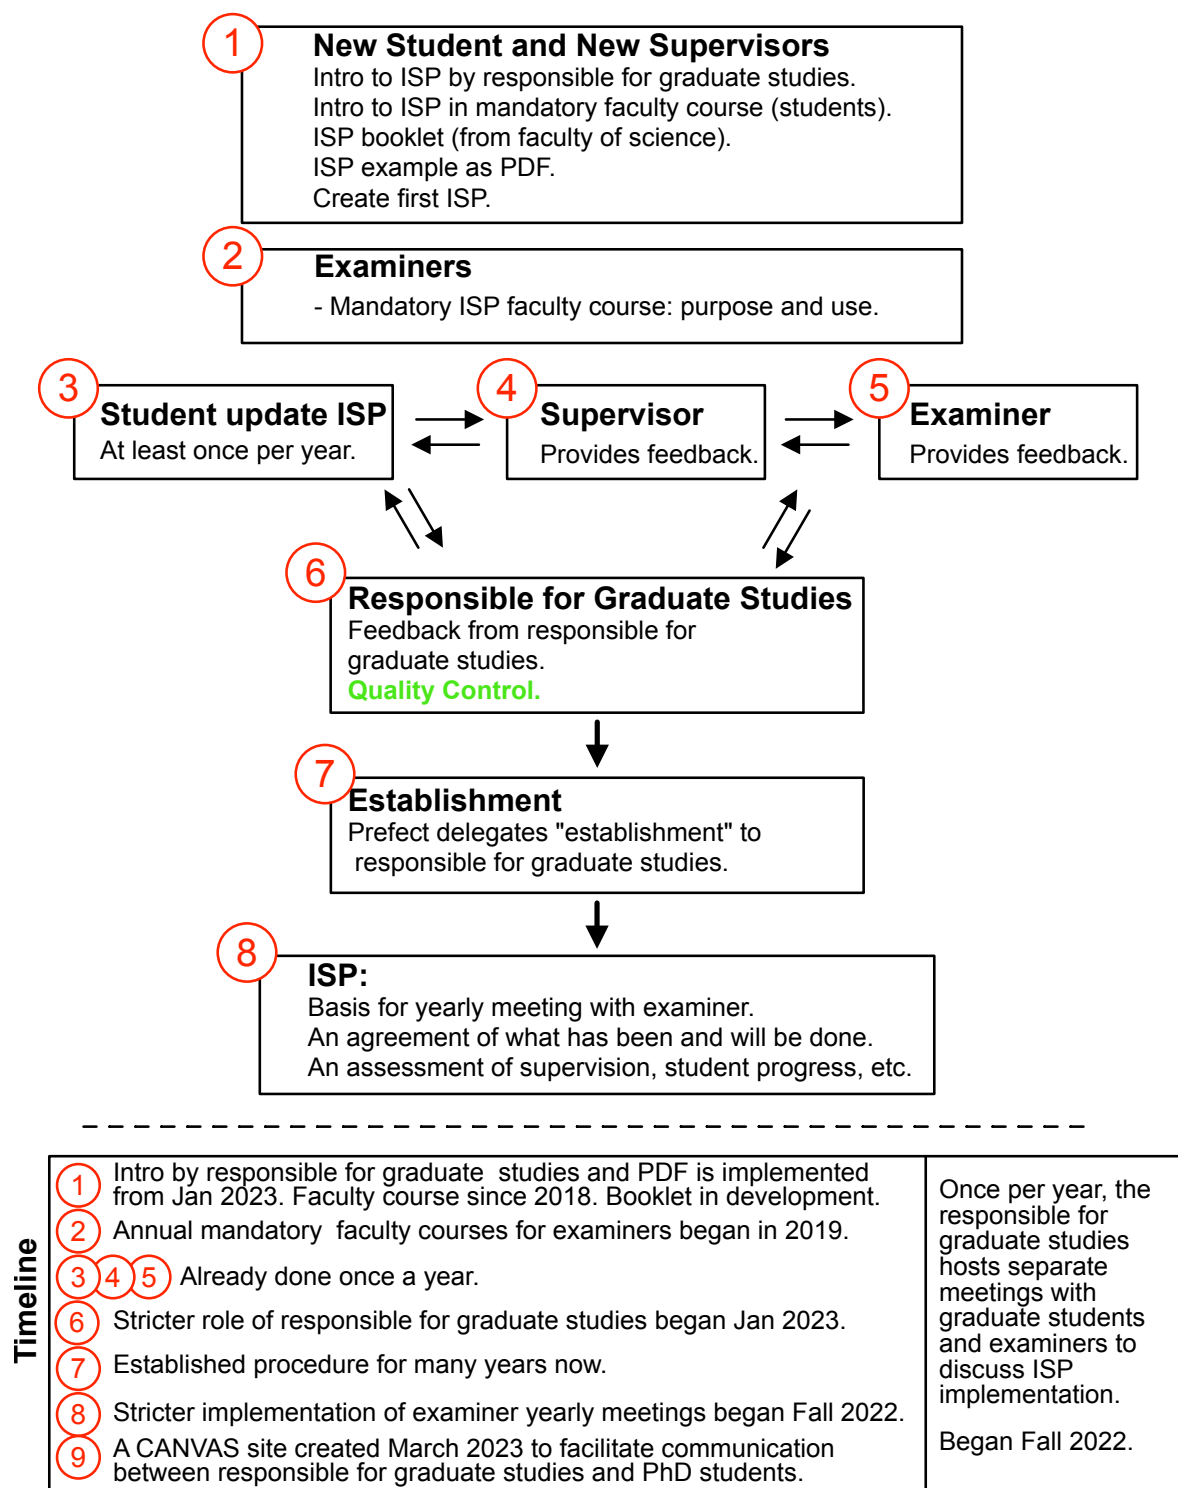 1
New Student and New Supervisors
Intro to ISP by responsible for graduate studies.
Intro to ISP in mandatory faculty course (students).
ISP booklet (from faculty of science).
ISP example as PDF.
Create first ISP.
2
Examiners
- Mandatory ISP faculty course: purpose and use.
3
Student update ISP
At least once per year.
4
Supervisor
Provides feedback.
5
Examiner
Provides feedback.
6
Responsible for Graduate Studies
Feedback from responsible for
graduate studies.
Quality Control.
7
Establishment
Prefect delegates "establishment" to
responsible for graduate studies.
8
ISP:
Basis for yearly meeting with examiner.
An agreement of what has been and will be done.
An assessment of supervision, student progress, etc.
Timeline
1 Intro by responsible for graduate studies and PDF is implemented
from Jan 2023. Faculty course since 2018. Booklet in development.
2 Annual mandatory faculty courses for examiners began in 2019.
3 4 5 Already done once a year.
6 Stricter role of responsible for graduate studies began Jan 2023.
7 Established procedure for many years now.
8 Stricter implementation of examiner yearly meetings began Fall 2022.
9 A CANVAS site created March 2023 to facilitate communication
between responsible for graduate studies and PhD students.
Once per year, the
responsible for
graduate studies
hosts separate
meetings with
graduate students
and examiners to
discuss ISP
implementation.
Began Fall 2022.